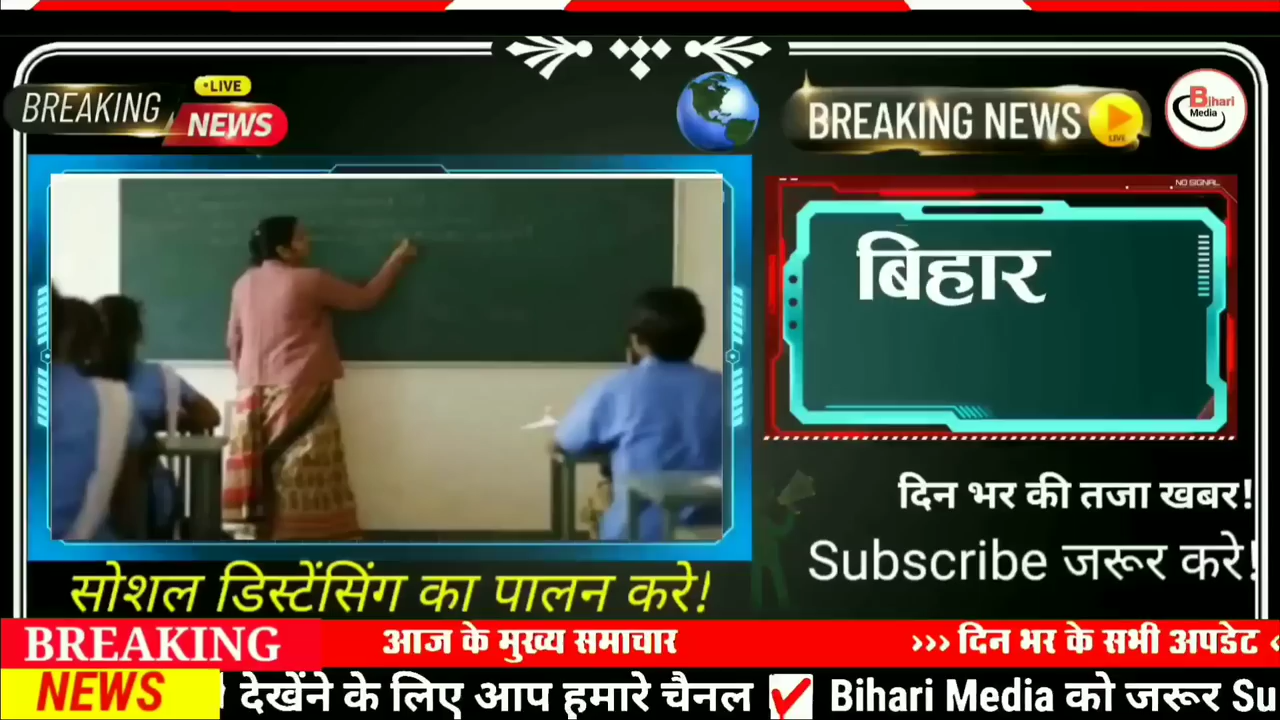 BREAKING
LIVE
NEWS
BREAKING NEWS
LIVE
Bihari
Media
NO SIGNAL
बिहार
दिन भर की तजा खबर!
Subscribe जरूर करे!
सोशल डिस्टेंसिंग का पालन करे!
BREAKING
NEWS
आज के मुख्य समाचार
››› दिन भर के सभी अपडेट
देखेंने के लिए आप हमारे चैनल ✔ Bihari Media को जरूर Su